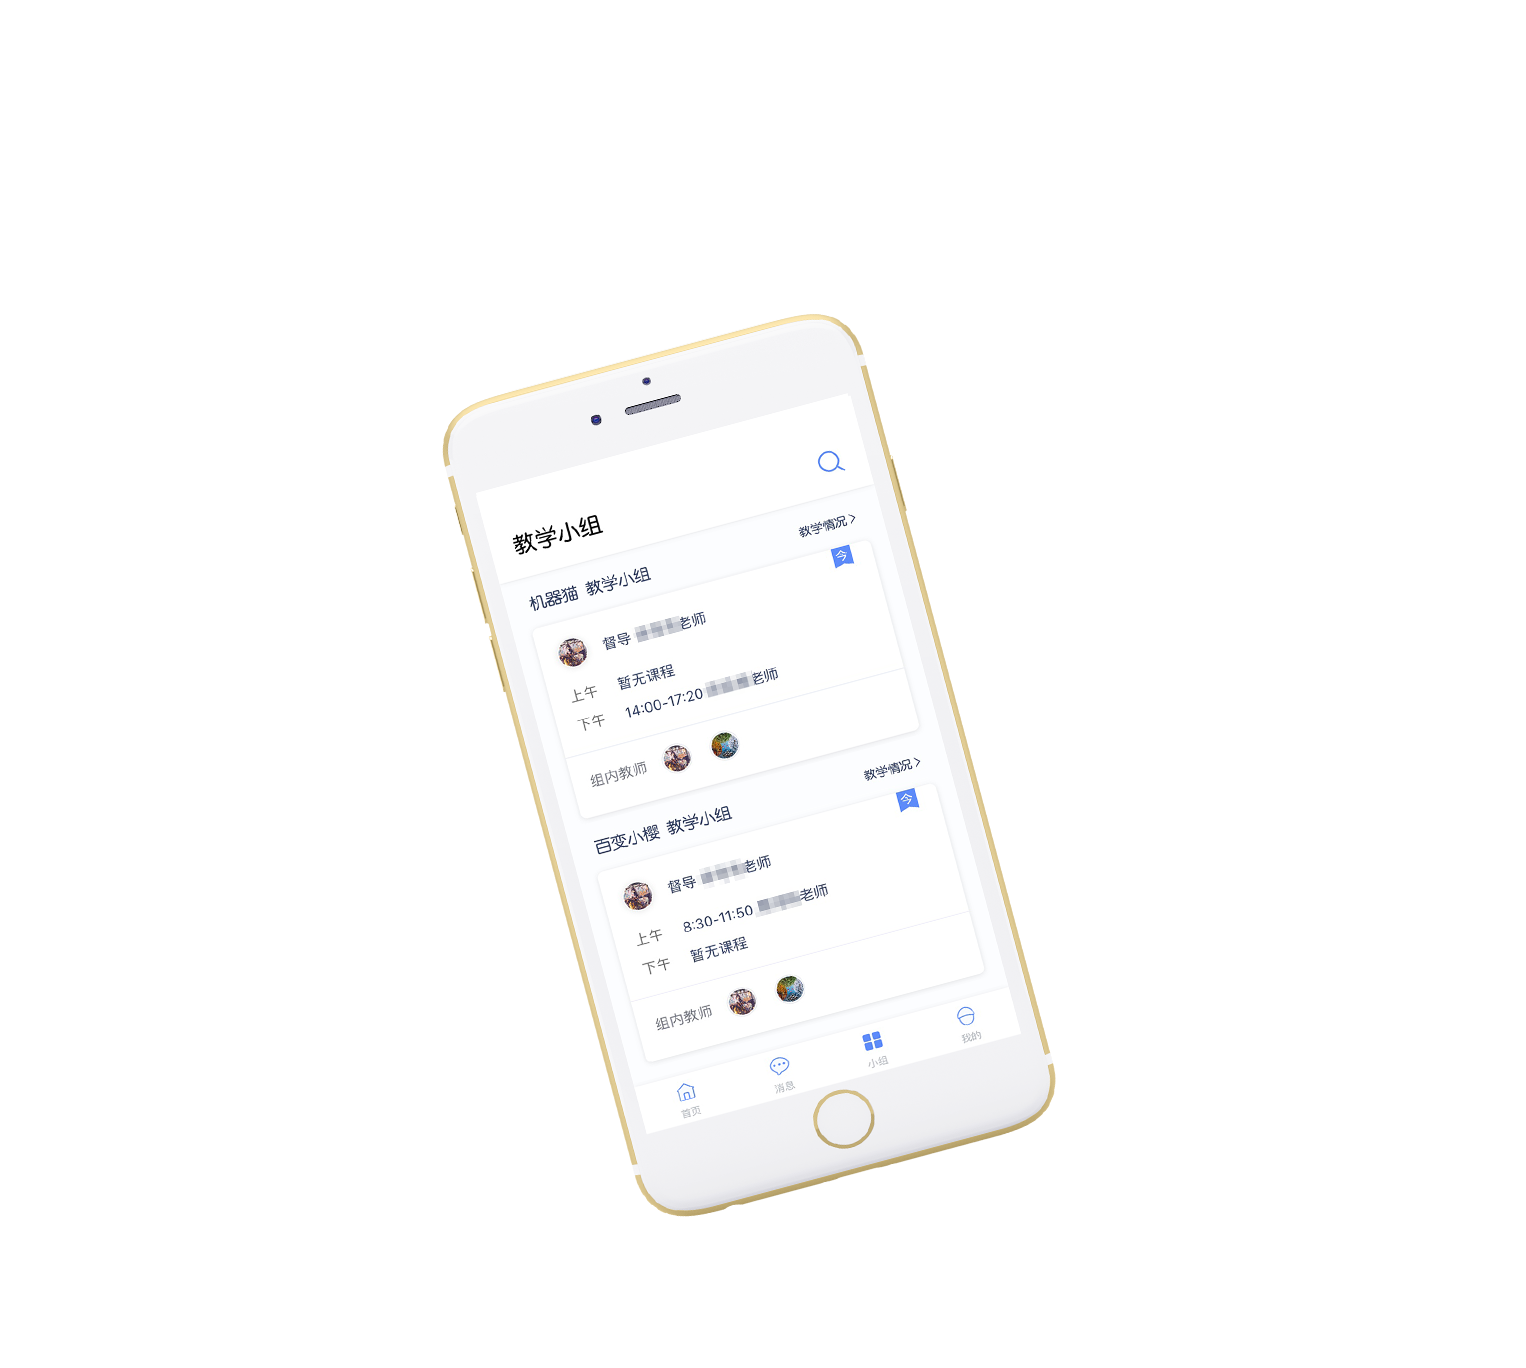 教学小组
机器猫 教学小组
教学情况
今
督导 老师
上午 暂无课程
下午 14:00-17:20 老师
组内教师
百变小樱 教学小组
教学情况
今
督导 老师
上午 8:30-11:50 老师
下午 暂无课程
组内教师
首页 消息 小组 我的